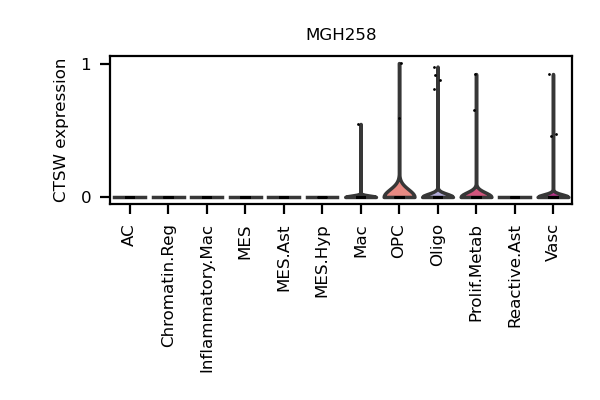 MGH258
CTSW expression
1
0
AC
Chromatin.Reg
Inflammatory.Mac
MES
MES.Ast
MES.Hyp
Mac
OPC
Oligo
Prolif.Metab
Reactive.Ast
Vasc